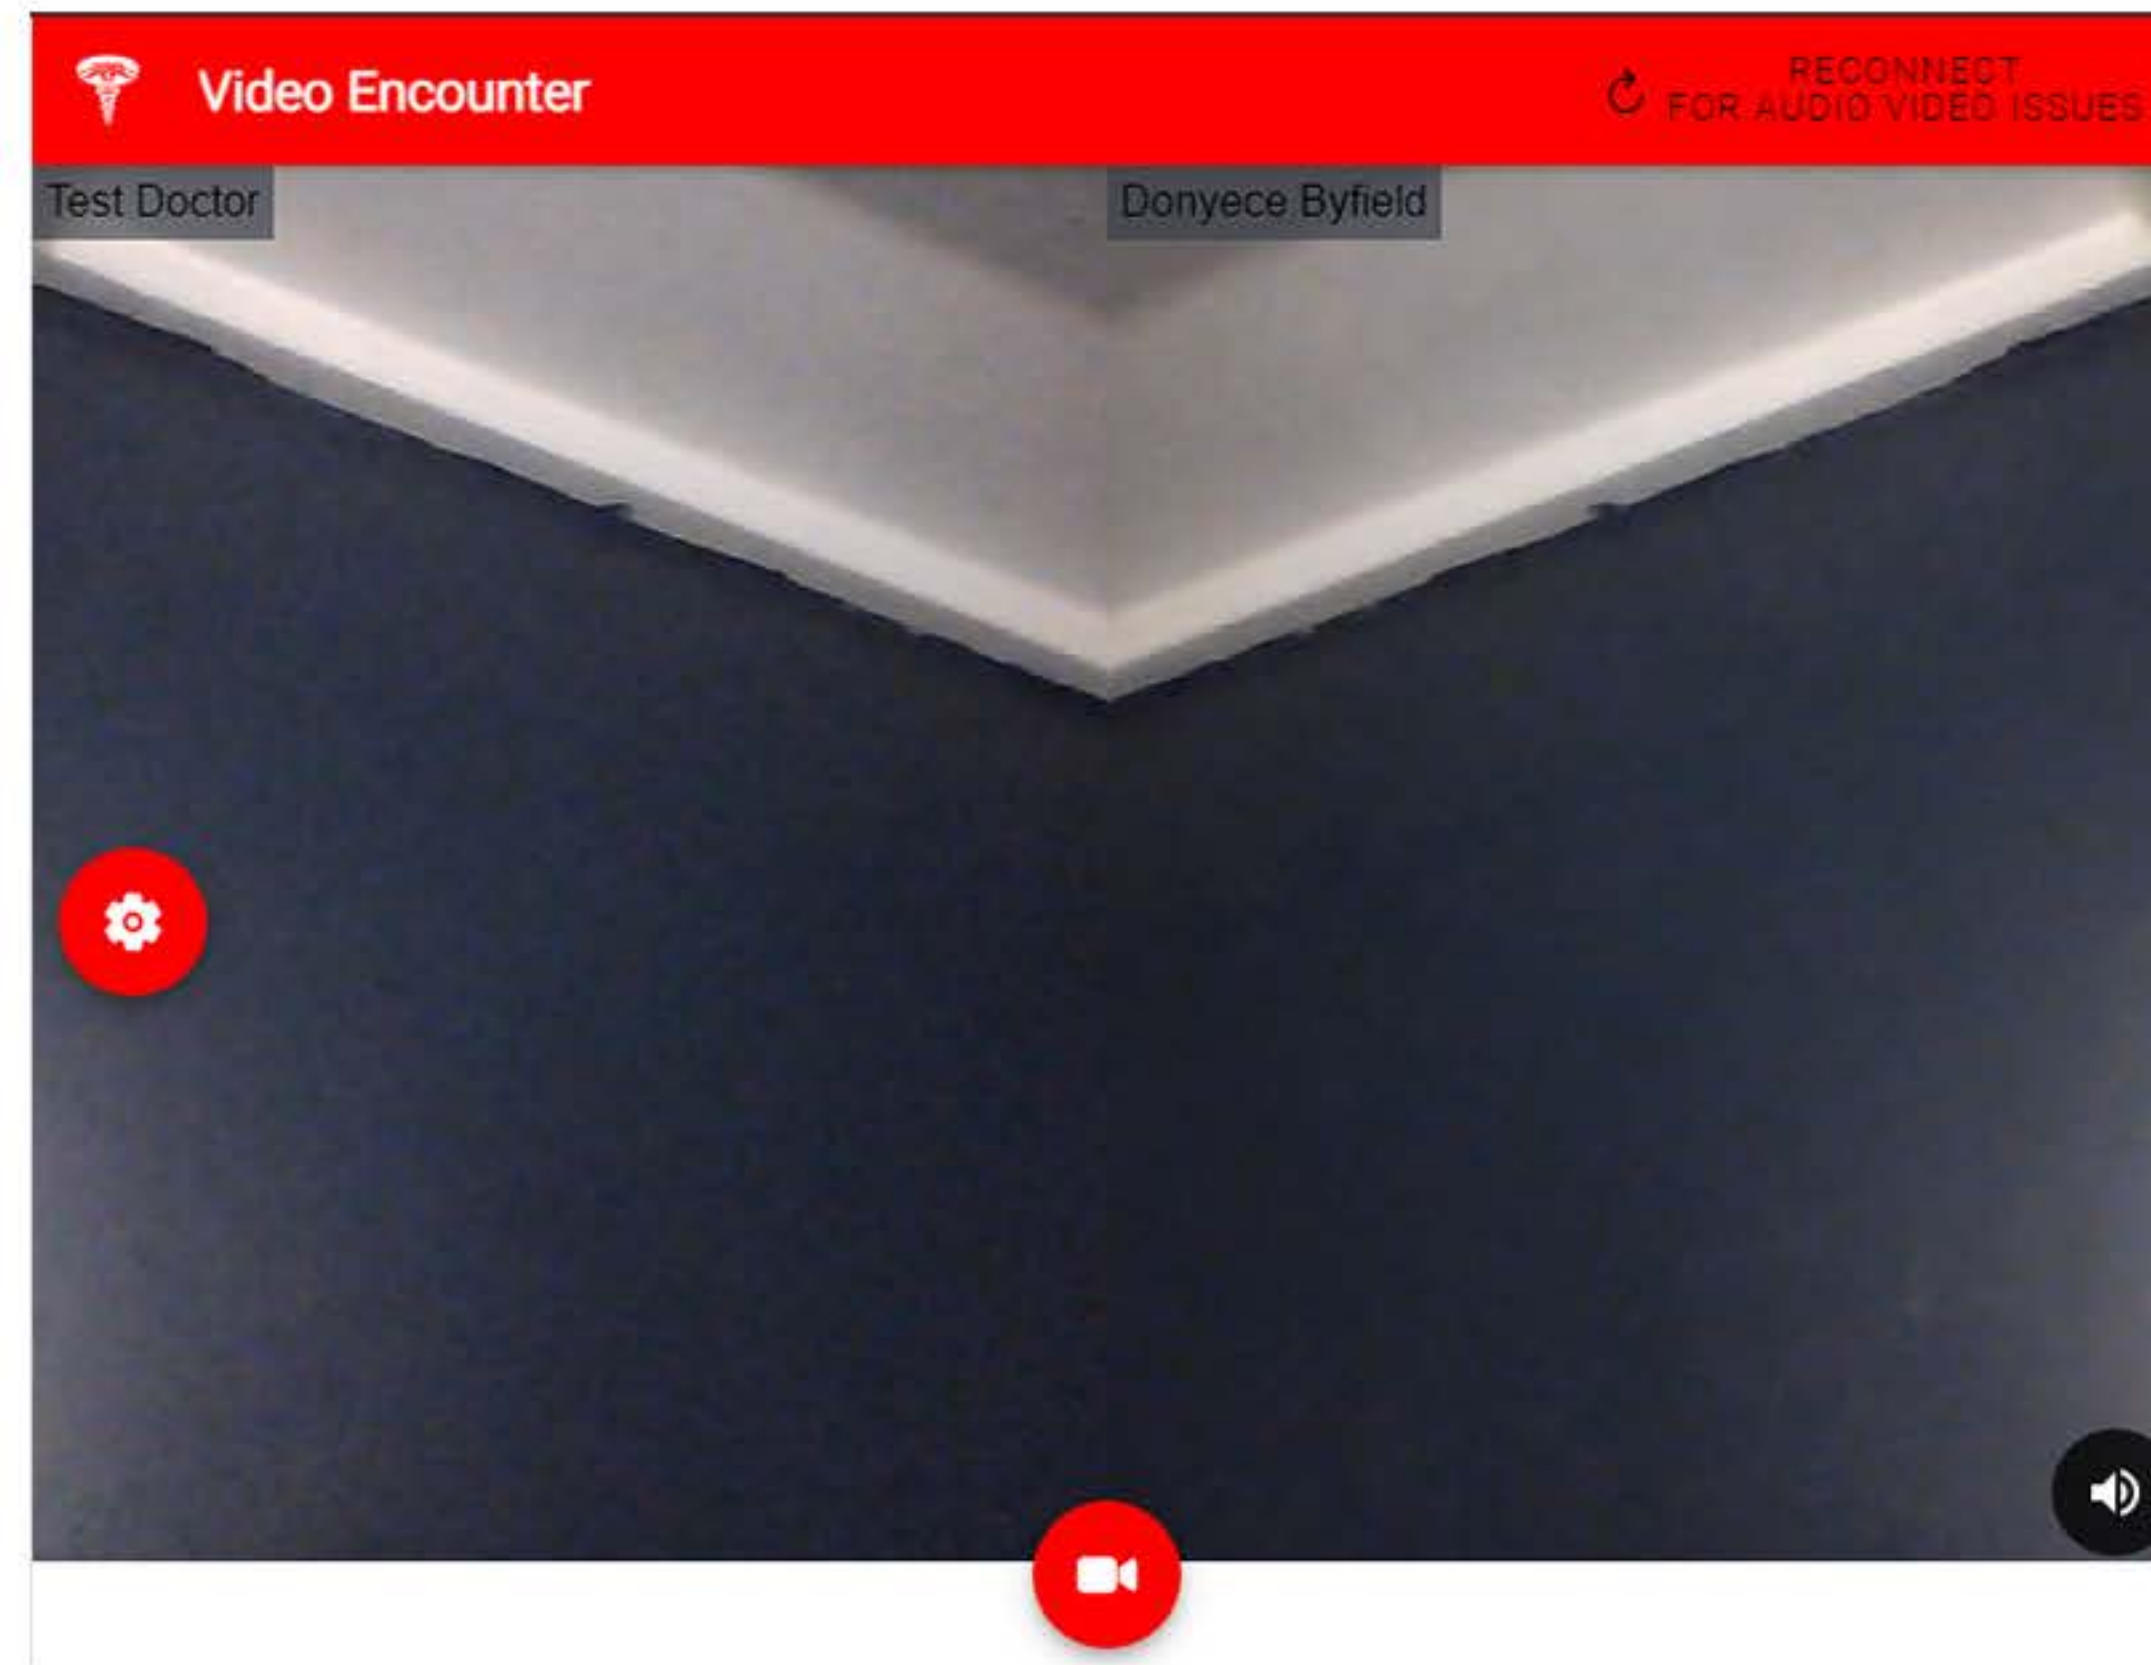 Video Encounter
RECONNECT
FOR AUDIO VIDEO ISSUES
Test Doctor
Donyece Byfield